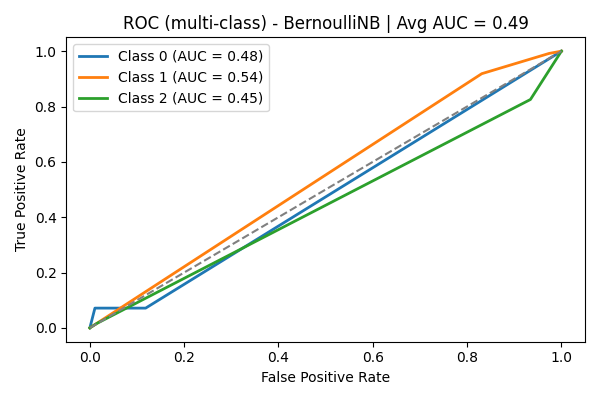 ROC (multi-class) - BernoulliNB | Avg AUC = 0.49
Class 0 (AUC = 0.48)
Class 1 (AUC = 0.54)
Class 2 (AUC = 0.45)
True Positive Rate
1.0
0.8
0.6
0.4
0.2
0.0
0.0 0.2 0.4 0.6 0.8 1.0
False Positive Rate